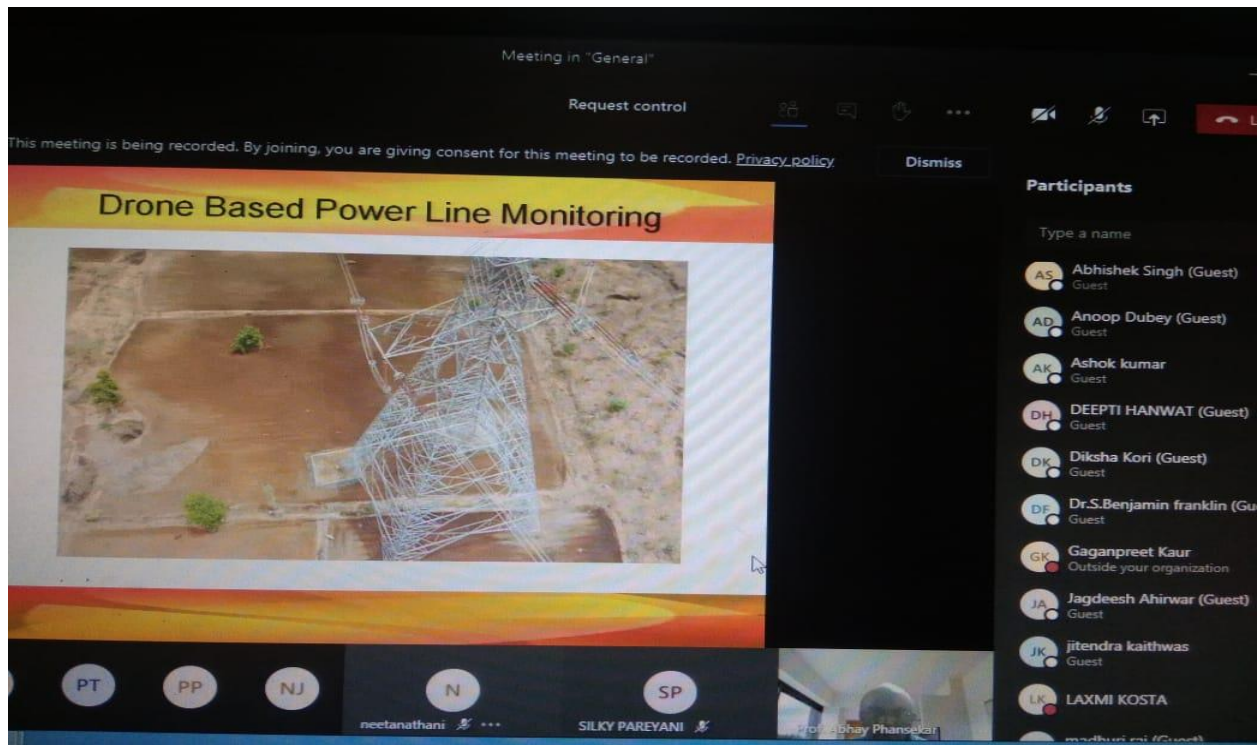 Meeting in "General"
Request control
This meeting is being recorded. By joining, you are giving consent for this meeting to be recorded. Privacy policy
Dismiss
Drone Based Power Line Monitoring
Participants
Type a name
AS
Abhishek Singh (Guest)
Guest
AD
Anoop Dubey (Guest)
Guest
AK
Ashok kumar
Guest
DH
DEEPTI HANWAT (Guest)
Guest
DK
Diksha Kori (Guest)
Guest
DF
Dr.S.Benjamin franklin (Gu
Guest
GK
Gaganpreet Kaur
Outside your organization
JA
Jagdeesh Ahirwar (Guest)
Guest
JK
jitendra kaithwas
Guest
LK
LAXMI KOSTA
madhuri rai (Guest)
PT
PP
NJ
N
neetanathani
SP
SILKY PAREYANI
Prof. Abhay Phansekar